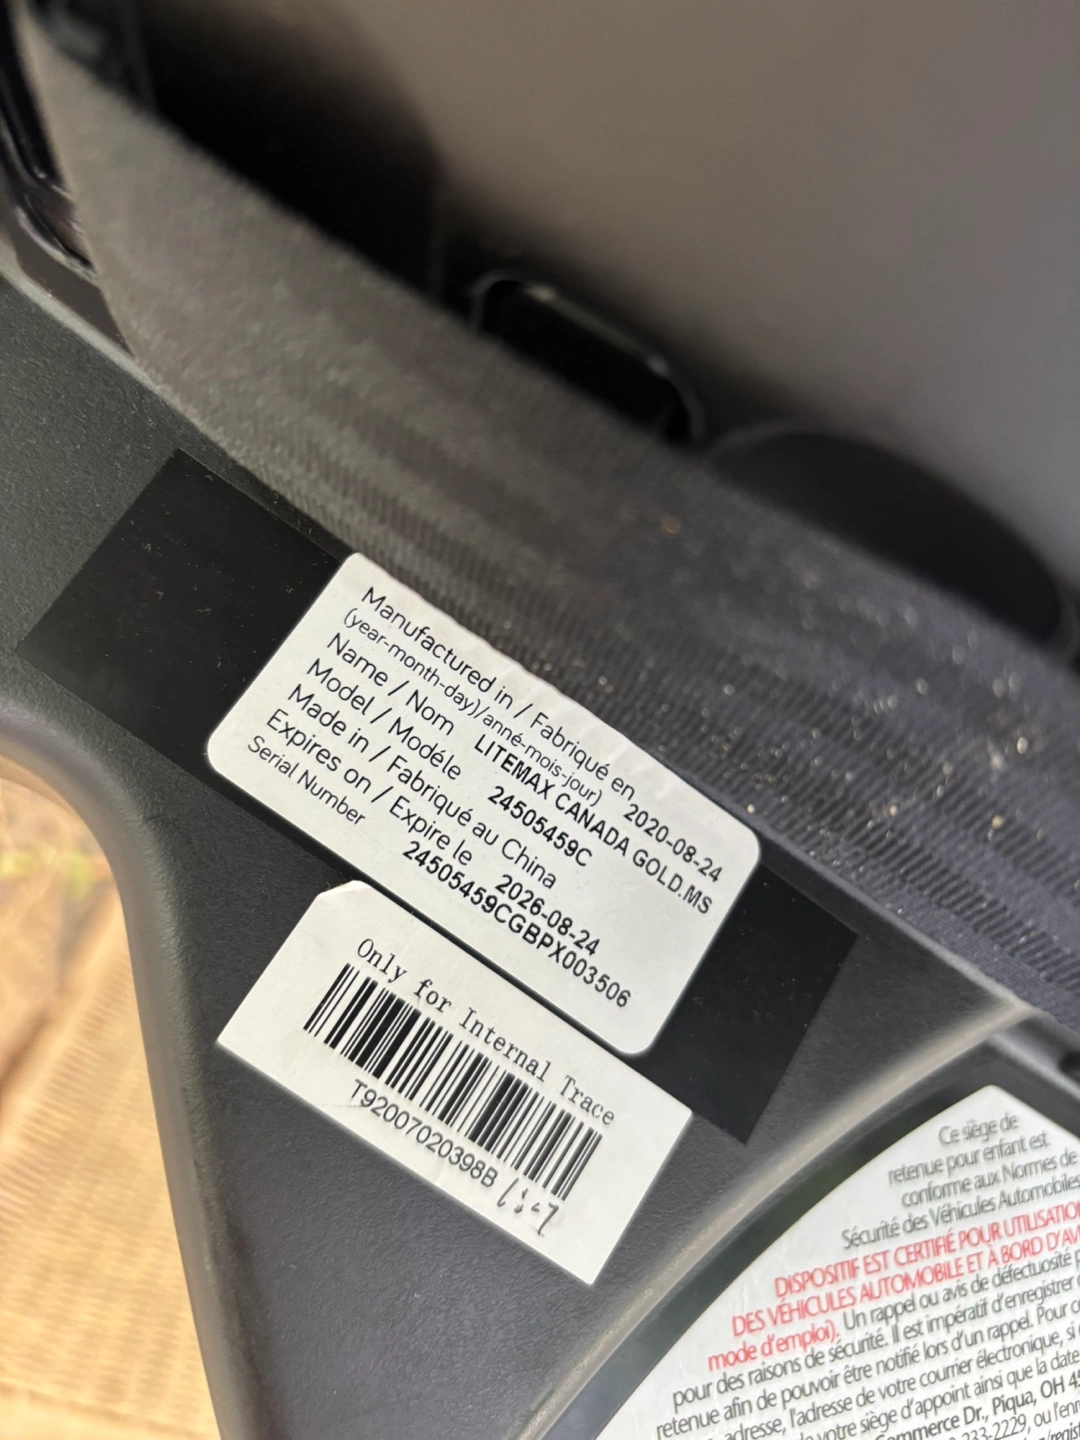 Manufactured in / Fabriqué en 2020-08-24
(year-month-day)/anné-mois-jour)
Name / Nom LITEMAX CANADA GOLD.MS
Model / Modéle 24505459C
Made in / Fabriqué au China
Expires on / Expire le 2026-08-24
Serial Number 24505459CGBPX003506
Only for Internal Trace
T92007020398B
Ce siège de
retenue pour enfant est
conforme aux Normes de
Sécurité des Véhicules Automobiles
DISPOSITIF EST CERTIFIÉ POUR UTILISATION
DES VÉHICULES AUTOMOBILE ET À BORD D'AV
mode d'emploi). Un rappel ou avis de défectuosité
pour des raisons de sécurité. Il est impératif d'enregistrer
retenue afin de pouvoir être notifié lors d'un rappel. Pour
adresse, l'adresse de votre courrier électronique, si
votre siège d'appoint ainsi que la date
Commerce Dr., Piqua, OH 45
233-2229, ou l'en